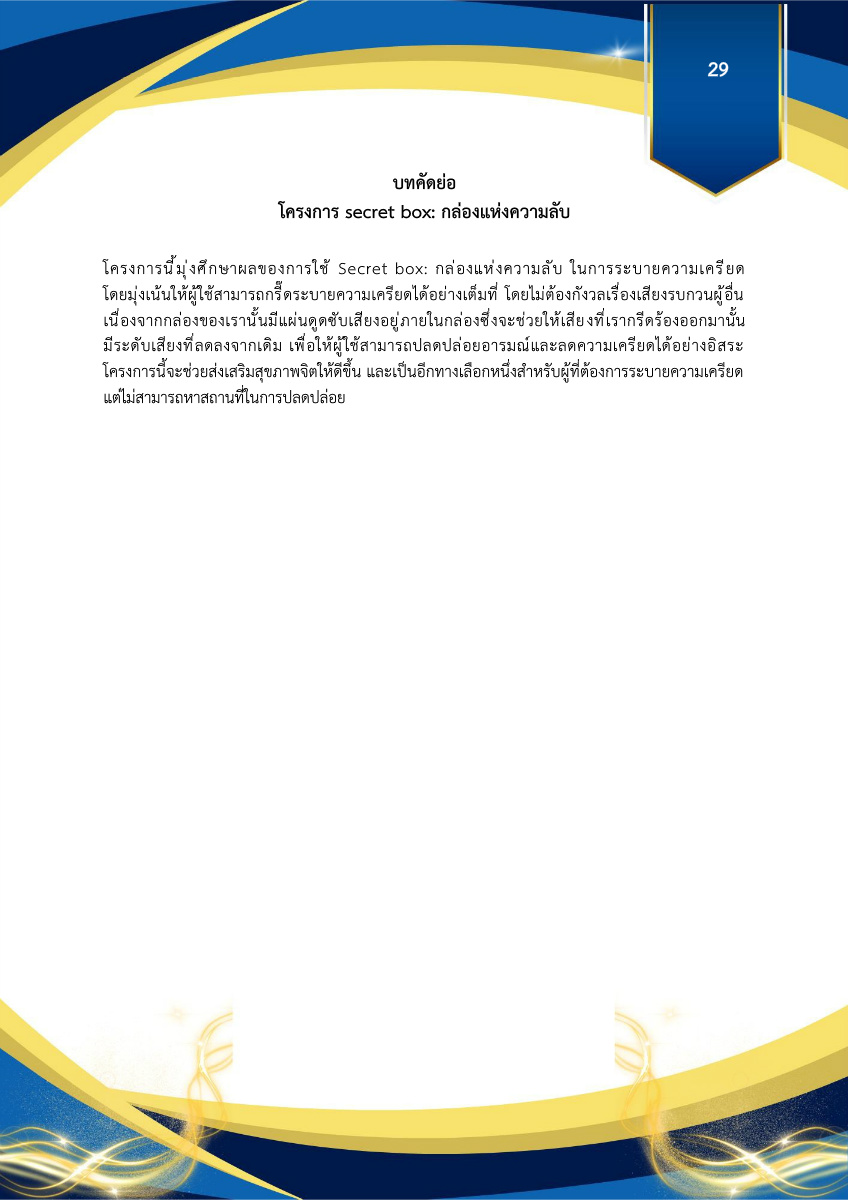 29
บทคัดย่อ
โครงการ secret box: กล่องแห่งความลับ
โครงการนี้มุ่งศึกษาผลของการใช้ Secret box: กล่องแห่งความลับ ในการระบายความเครียด
โดยมุ่งเน้นให้ผู้ใช้สามารถกรี๊ดระบายความเครียดได้อย่างเต็มที่ โดยไม่ต้องกังวลเรื่องเสียงรบกวนผู้อื่น
เนื่องจากกล่องของเรานั้นมีแผ่นดูดซับเสียงอยู่ภายในกล่องซึ่งจะช่วยให้เสียงที่เรากรีดร้องออกมานั้น
มีระดับเสียงที่ลดลงจากเดิม เพื่อให้ผู้ใช้สามารถปลดปล่อยอารมณ์และลดความเครียดได้อย่างอิสระ
โครงการนี้จะช่วยส่งเสริมสุขภาพจิตให้ดีขึ้น และเป็นอีกทางเลือกหนึ่งสำหรับผู้ที่ต้องการระบายความเครียด
แต่ไม่สามารถหาสถานที่ในการปลดปล่อย